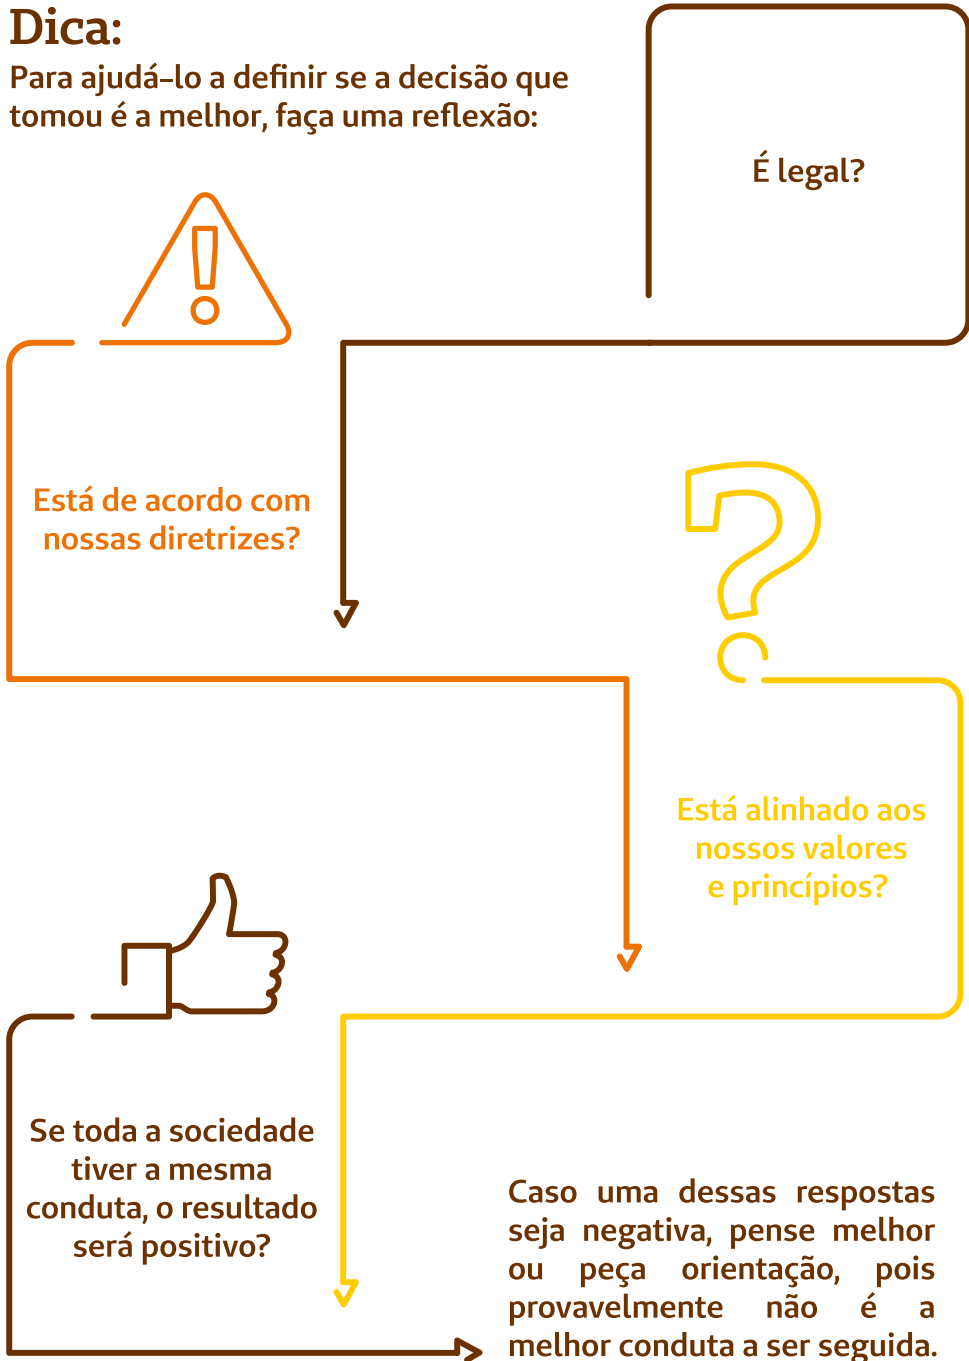 Dica:
Para ajudá-lo a definir se a decisão que
tomou é a melhor, faça uma reflexão:
É legal?
Está de acordo com
nossas diretrizes?
Está alinhado aos
nossos valores
e princípios?
Se toda a sociedade
tiver a mesma
conduta, o resultado
será positivo?
Caso uma dessas respostas
seja negativa, pense melhor
ou peça orientação, pois
provavelmente não é a
melhor conduta a ser seguida.